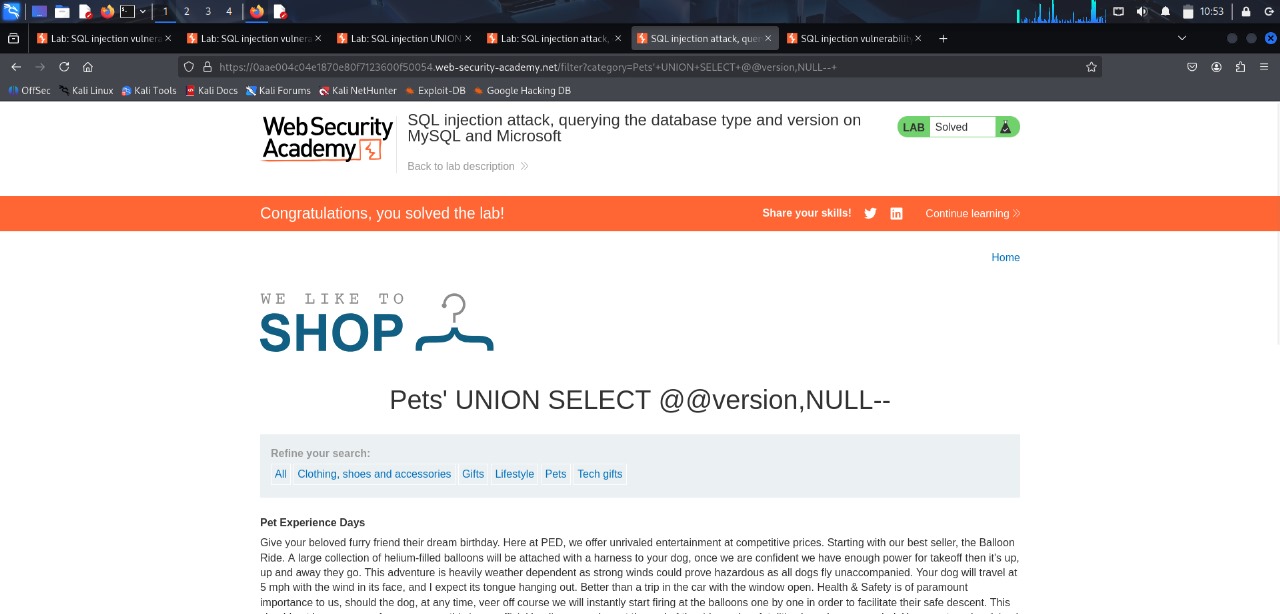 1 2 3 4 10:53
Lab: SQL injection vulnera Lab: SQL injection vulnera Lab: SQL injection UNION Lab: SQL injection attack, SQL injection attack, que SQL injection vulnerability
https://0aae004c04e1870e80f7123600f50054.web-security-academy.net/filter?category=Pets'+UNION+SELECT+@@version,NULL--+
OffSec Kali Linux Kali Tools Kali Docs Kali Forums Kali NetHunter Exploit-DB Google Hacking DB
WebSecurity
Academy
SQL injection attack, querying the database type and version on
MySQL and Microsoft
LAB Solved
Back to lab description
Congratulations, you solved the lab! Share your skills! Continue learning
Home
WE LIKE TO
SHOP
Pets' UNION SELECT @@version,NULL--
Refine your search:
All Clothing, shoes and accessories Gifts Lifestyle Pets Tech gifts
Pet Experience Days
Give your beloved furry friend their dream birthday. Here at PED, we offer unrivaled entertainment at competitive prices. Starting with our best seller, the Balloon
Ride. A large collection of helium-filled balloons will be attached with a harness to your dog, once we are confident we have enough power for takeoff then it's up,
up and away they go. This adventure is heavily weather dependent as strong winds could prove hazardous as all dogs fly unaccompanied. Your dog will travel at
5 mph with the wind in its face, and I expect its tongue hanging out. Better than a trip in the car with the window open. Health & Safety is of paramount
importance to us, should the dog, at any time, veer off course we will instantly start firing at the balloons one by one in order to facilitate their safe descent. This